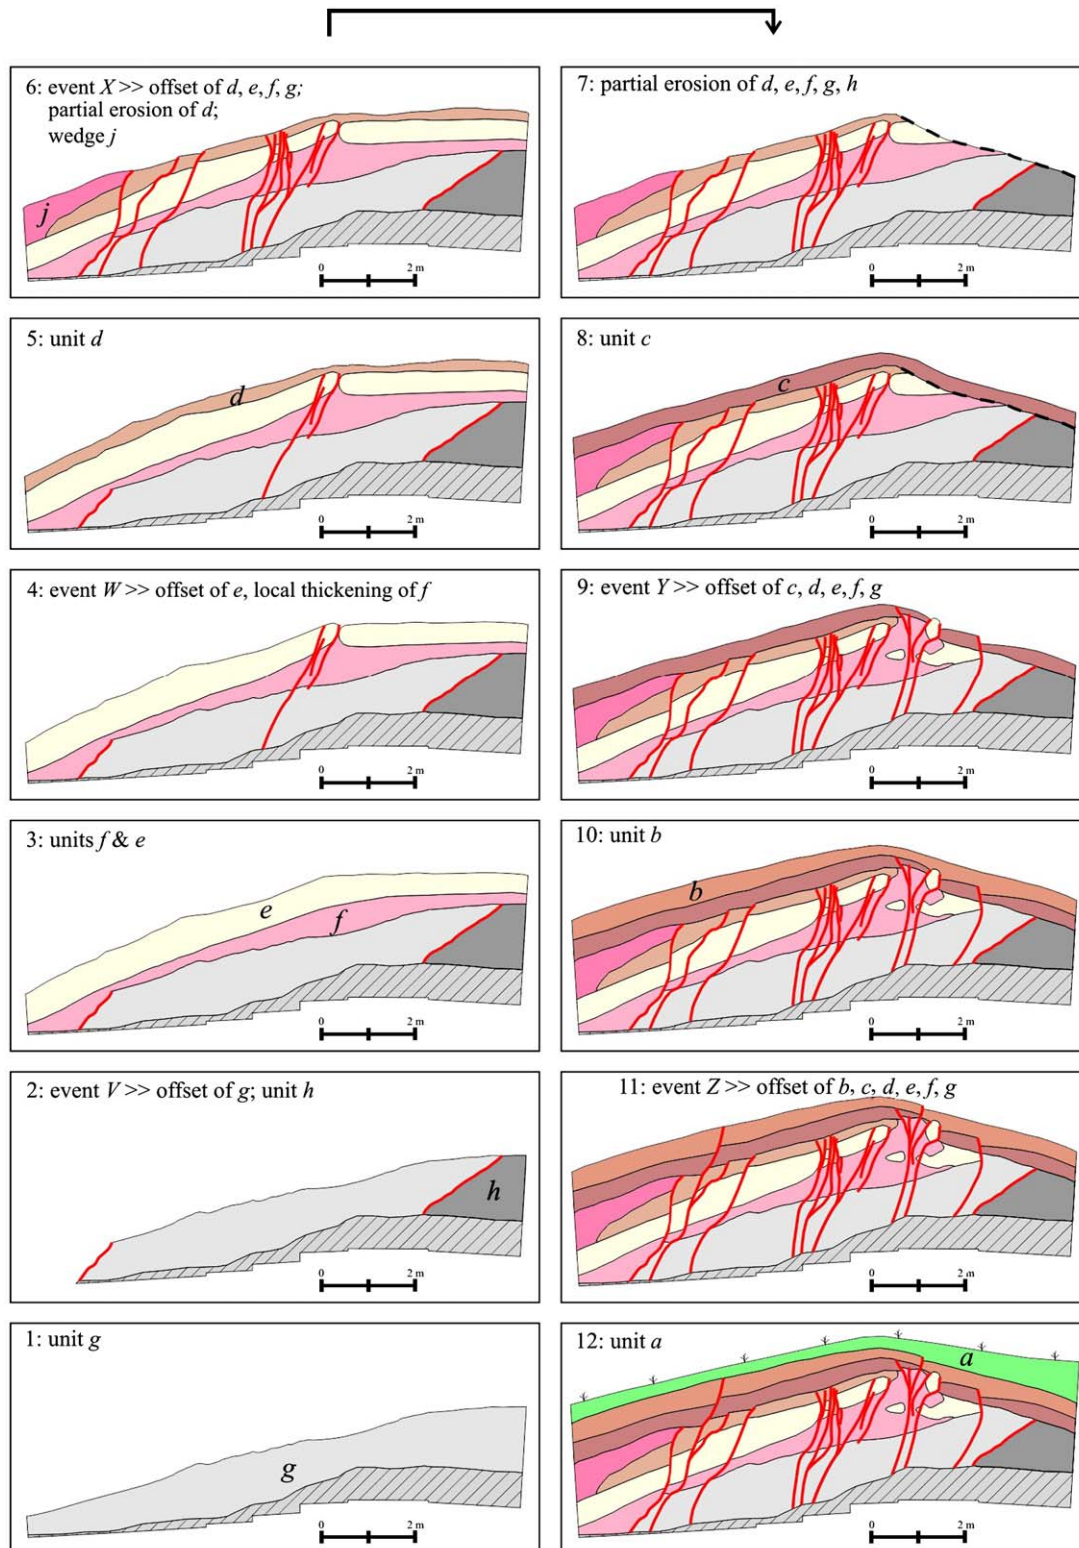 6: event X >> offset of d, e, f, g;
partial erosion of d;
wedge j
j
0 2 m
7: partial erosion of d, e, f, g, h
0 2 m
5: unit d
d
0 2 m
8: unit c
c
0 2 m
4: event W >> offset of e, local thickening of f
0 2 m
9: event Y >> offset of c, d, e, f, g
0 2 m
3: units f & e
e
f
0 2 m
10: unit b
b
0 2 m
2: event V >> offset of g; unit h
h
0 2 m
11: event Z >> offset of b, c, d, e, f, g
0 2 m
1: unit g
g
0 2 m
12: unit a
a
0 2 m